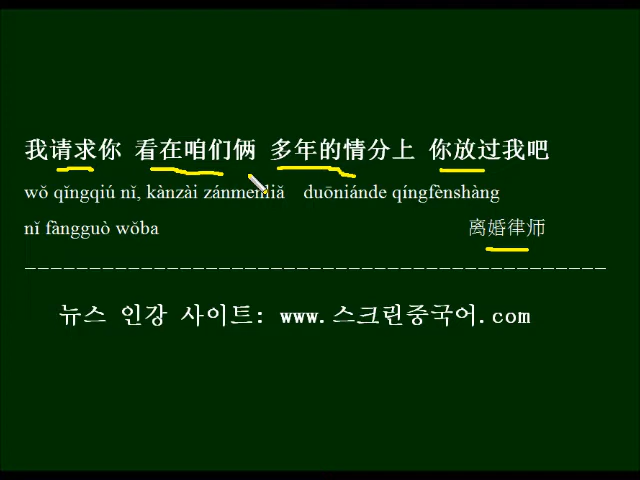 我请求你 看在咱们俩 多年的情分上 你放过我吧
wǒ qǐngqiú nǐ, kànzài zánmenliǎ duōniánde qíngfènshàng
nǐ fàngguò wǒba 离婚律师
뉴스 인강 사이트: www.스크린중국어.com